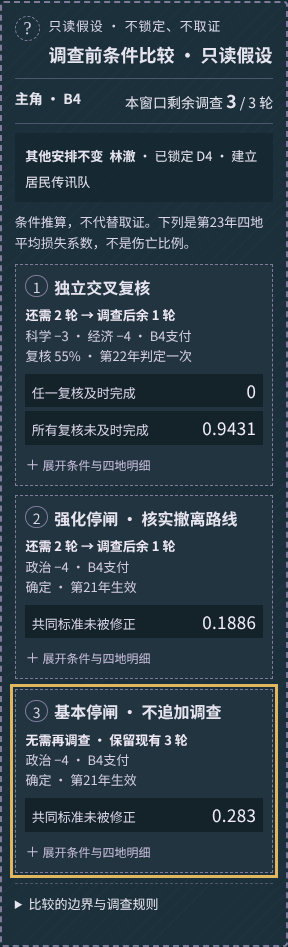 ? 只读假设 · 不锁定、不取证
调查前条件比较 · 只读假设
主角 · B4 本窗口剩余调查 3 / 3 轮
其他安排不变 林澈 · 已锁定 D4 · 建立
居民传讯队
条件推算，不代替取证。下列是第23年四地
平均损失系数，不是伤亡比例。
1 独立交叉复核
还需 2 轮 → 调查后余 1 轮
科学 −3 · 经济 −4 · B4支付
复核 55% · 第22年判定一次
任一复核及时完成 0
所有复核未及时完成 0.9431
＋ 展开条件与四地明细
2 强化停闸 · 核实撤离路线
还需 2 轮 → 调查后余 1 轮
政治 −4 · B4支付
确定 · 第21年生效
共同标准未被修正 0.1886
＋ 展开条件与四地明细
3 基本停闸 · 不追加调查
无需再调查 · 保留现有 3 轮
政治 −4 · B4支付
确定 · 第21年生效
共同标准未被修正 0.283
＋ 展开条件与四地明细
▶ 比较的边界与调查规则